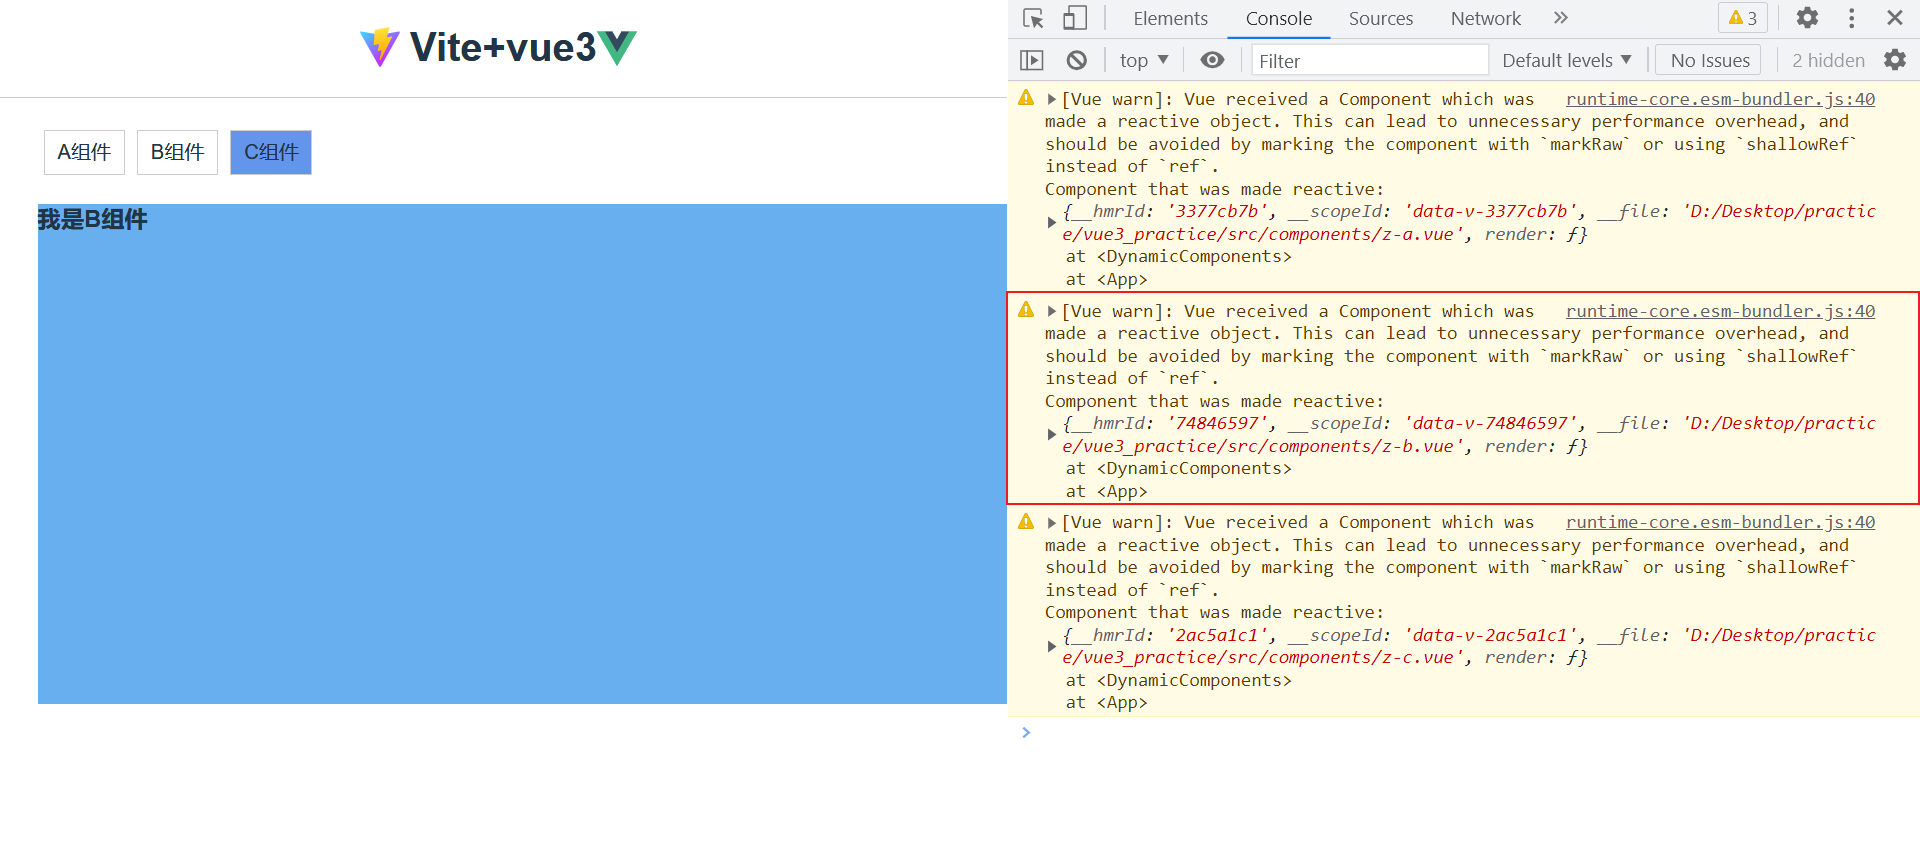 Vite+vue3
A组件
B组件
C组件
我是B组件
Elements
Console
Sources
Network
3
top
Filter
Default levels
No Issues
2 hidden
[Vue warn]: Vue received a Component which was runtime-core.esm-bundler.js:40
made a reactive object. This can lead to unnecessary performance overhead, and
should be avoided by marking the component with `markRaw` or using `shallowRef`
instead of `ref`.
Component that was made reactive:
{__hmrId: '3377cb7b', __scopeId: 'data-v-3377cb7b', __file: 'D:/Desktop/practic
e/vue3_practice/src/components/z-a.vue', render: ƒ}
at <DynamicComponents>
at <App>
[Vue warn]: Vue received a Component which was runtime-core.esm-bundler.js:40
made a reactive object. This can lead to unnecessary performance overhead, and
should be avoided by marking the component with `markRaw` or using `shallowRef`
instead of `ref`.
Component that was made reactive:
{__hmrId: '74846597', __scopeId: 'data-v-74846597', __file: 'D:/Desktop/practic
e/vue3_practice/src/components/z-b.vue', render: ƒ}
at <DynamicComponents>
at <App>
[Vue warn]: Vue received a Component which was runtime-core.esm-bundler.js:40
made a reactive object. This can lead to unnecessary performance overhead, and
should be avoided by marking the component with `markRaw` or using `shallowRef`
instead of `ref`.
Component that was made reactive:
{__hmrId: '2ac5a1c1', __scopeId: 'data-v-2ac5a1c1', __file: 'D:/Desktop/practic
e/vue3_practice/src/components/z-c.vue', render: ƒ}
at <DynamicComponents>
at <App>